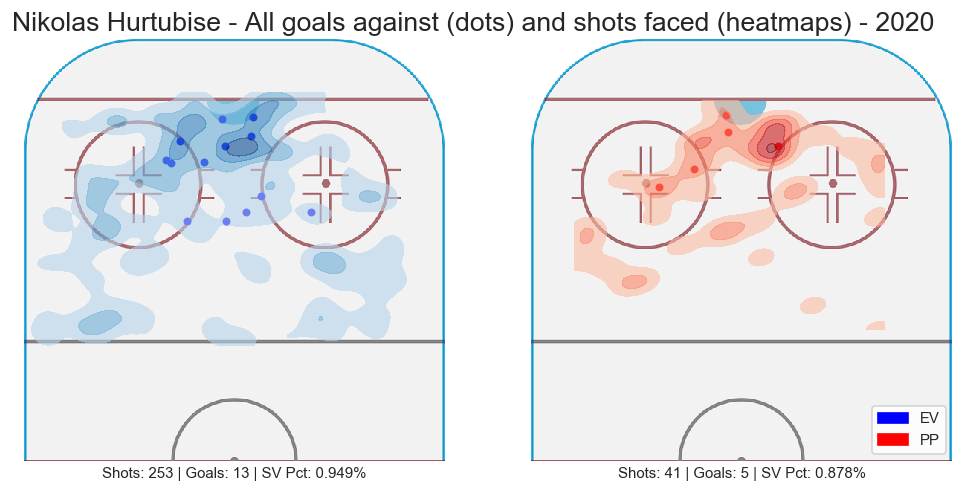 Nikolas Hurtubise - All goals against (dots) and shots faced (heatmaps) - 2020
EV
PP
Shots: 253 | Goals: 13 | SV Pct: 0.949%
Shots: 41 | Goals: 5 | SV Pct: 0.878%